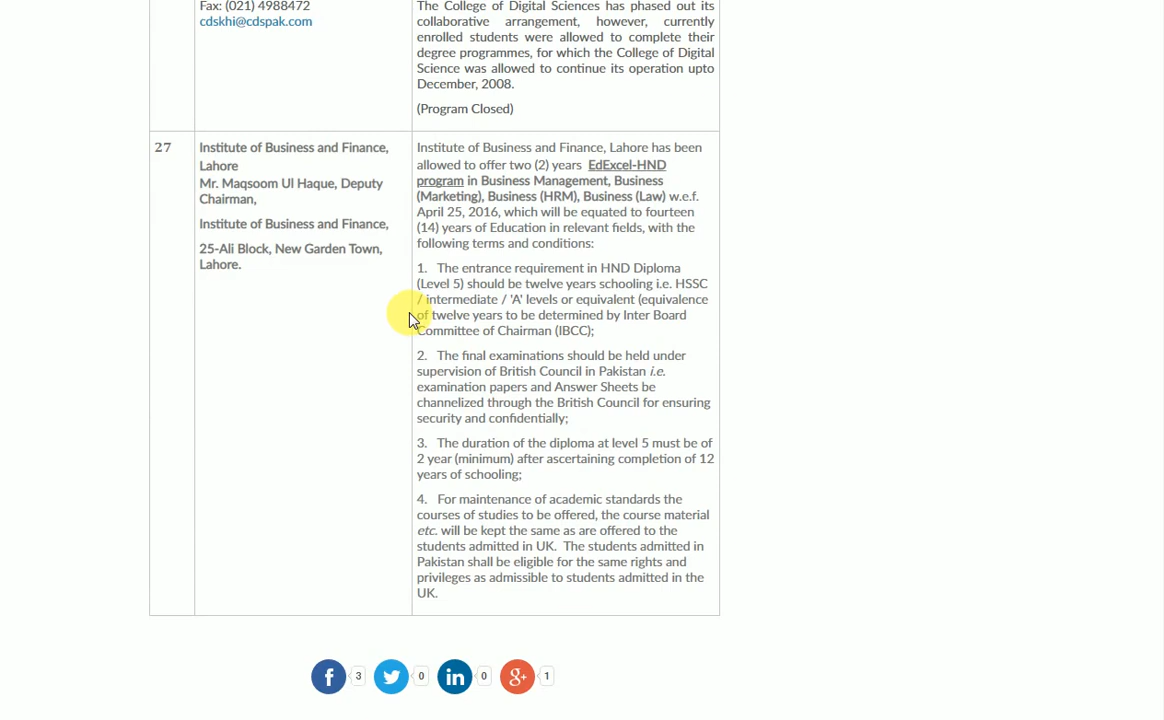 Fax: (021) 4988472
cdskhi@cdspak.com
The College of Digital Sciences has phased out its
collaborative arrangement, however, currently
enrolled students were allowed to complete their
degree programmes, for which the College of Digital
Science was allowed to continue its operation upto
December, 2008.
(Program Closed)
27
Institute of Business and Finance,
Lahore
Mr. Maqsoom Ul Haque, Deputy
Chairman,
Institute of Business and Finance,
25-Ali Block, New Garden Town,
Lahore.
Institute of Business and Finance, Lahore has been
allowed to offer two (2) years EdExcel-HND
program in Business Management, Business
(Marketing), Business (HRM), Business (Law) w.e.f.
April 25, 2016, which will be equated to fourteen
(14) years of Education in relevant fields, with the
following terms and conditions:
1. The entrance requirement in HND Diploma
(Level 5) should be twelve years schooling i.e. HSSC
/ intermediate / 'A' levels or equivalent (equivalence
of twelve years to be determined by Inter Board
Committee of Chairman (IBCC);
2. The final examinations should be held under
supervision of British Council in Pakistan i.e.
examination papers and Answer Sheets be
channelized through the British Council for ensuring
security and confidentially;
3. The duration of the diploma at level 5 must be of
2 year (minimum) after ascertaining completion of 12
years of schooling;
4. For maintenance of academic standards the
courses of studies to be offered, the course material
etc. will be kept the same as are offered to the
students admitted in UK. The students admitted in
Pakistan shall be eligible for the same rights and
privileges as admissible to students admitted in the
UK.
f 3 0 in 0 g+ 1